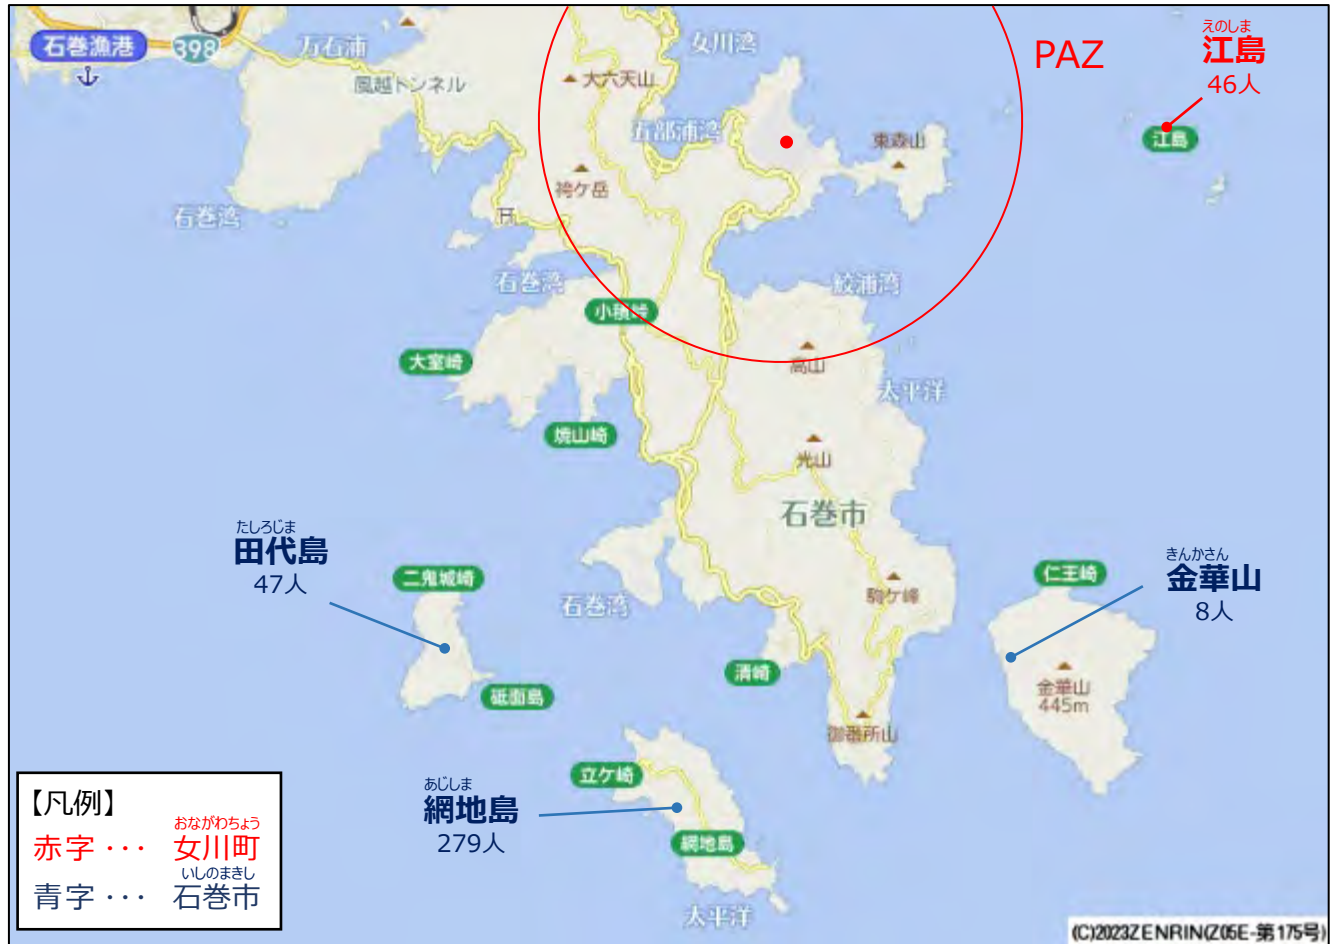 石巻漁港
398
万石浦
風越トンネル
大六天山
女川湾
PAZ
えのしま
江島
46人
江島
五部浦湾
東森山
袴ケ岳
石巻湾
石巻湾
小積崎
鮫浦湾
大室崎
高山
太平洋
焼山崎
光山
石巻市
たしろじま
田代島
47人
二鬼城崎
石巻湾
駒ケ峰
仁王崎
きんかさん
金華山
8人
清崎
砥面島
金華山
445m
御番所山
立ケ崎
あじしま
網地島
279人
網地島
太平洋
【凡例】
おながわちょう
赤字・・・ 女川町
いしのまきし
青字・・・ 石巻市
(C)2023ZENRIN(Z05E-第175号)